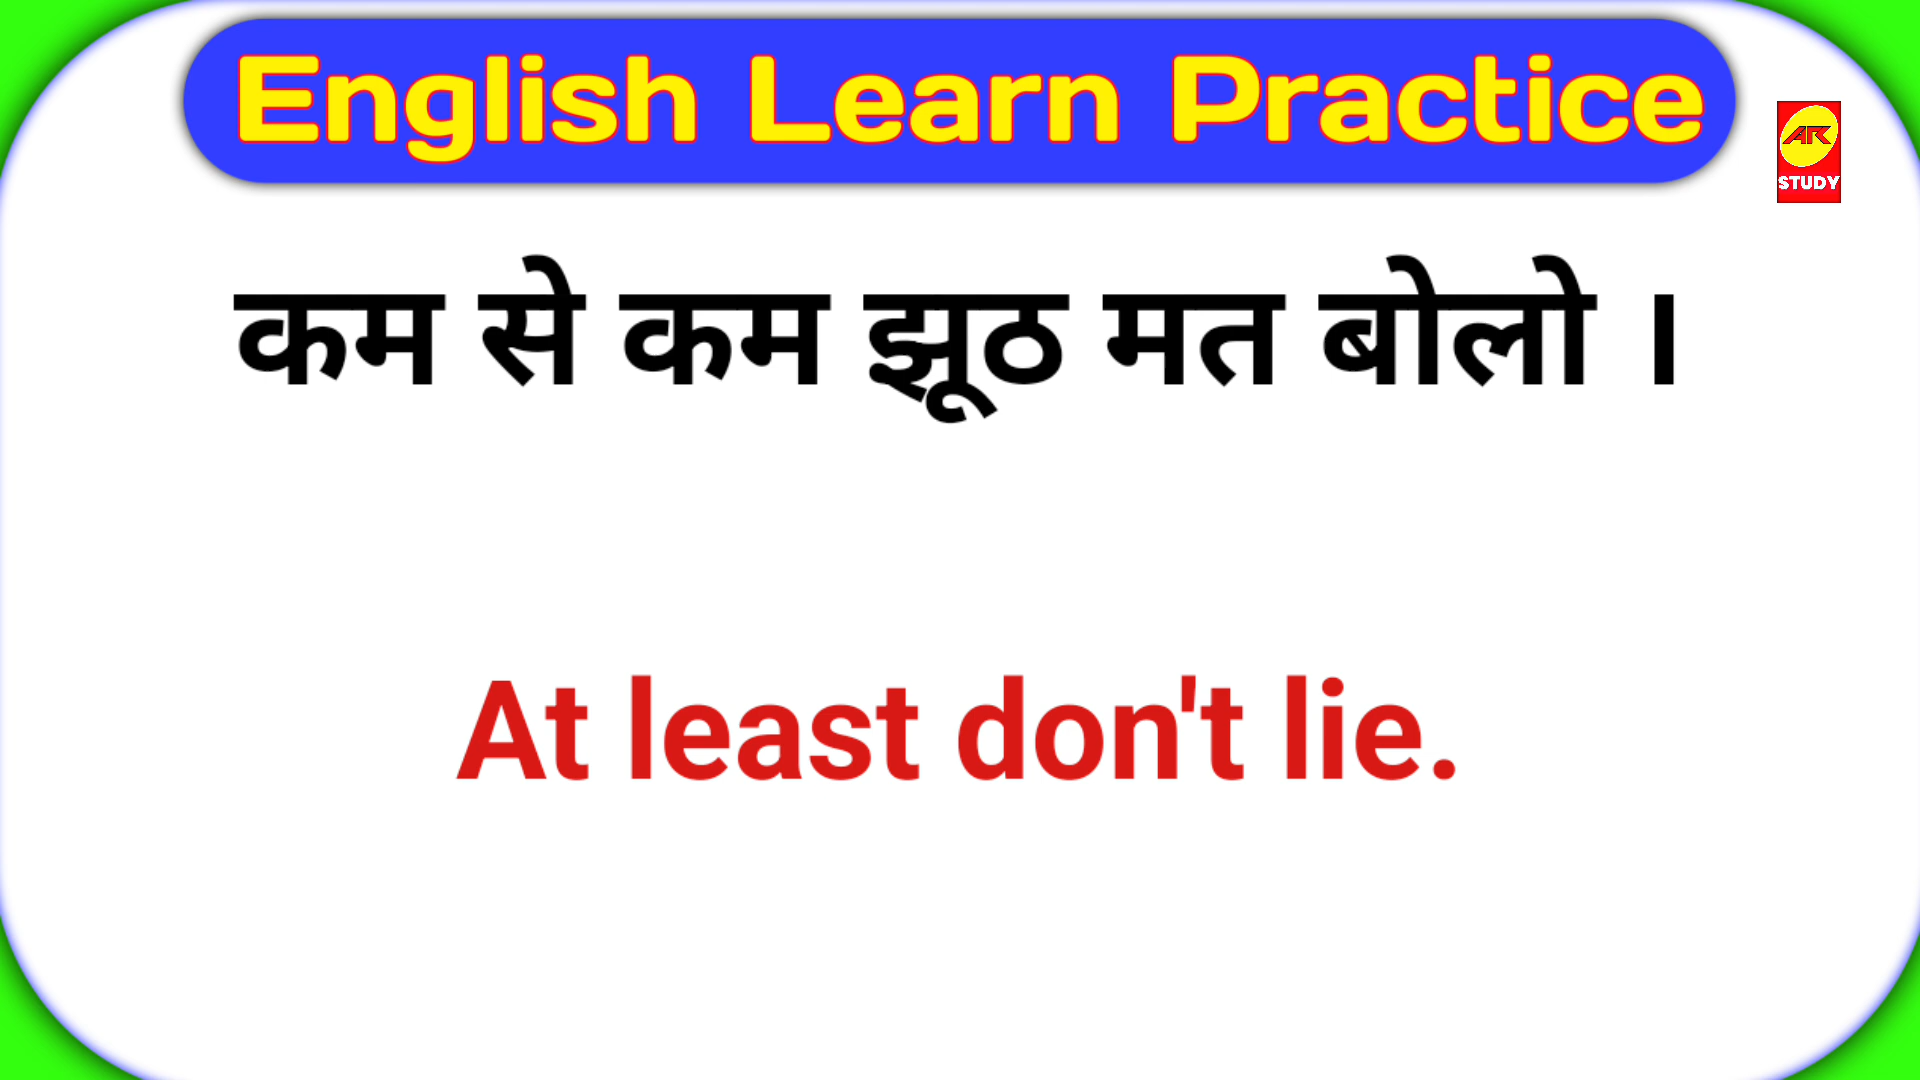 English Learn Practice
AR
STUDY
कम से कम झूठ मत बोलो ।
At least don't lie.